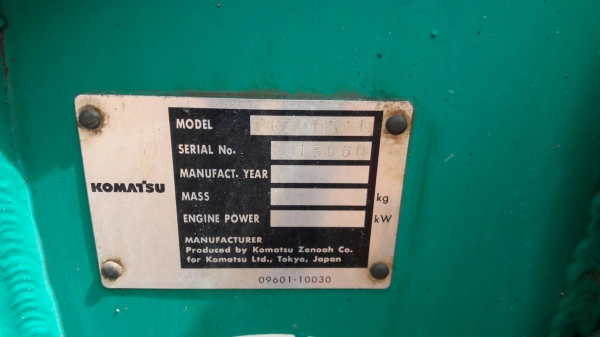 MODEL
SERIAL No.
MANUFACT. YEAR
KOMATSU
MASS kg
ENGINE POWER kW
MANUFACTURER
Produced by Komatsu Zenoah Co.
for Komatsu Ltd., Tokyo, Japan
09601-10030